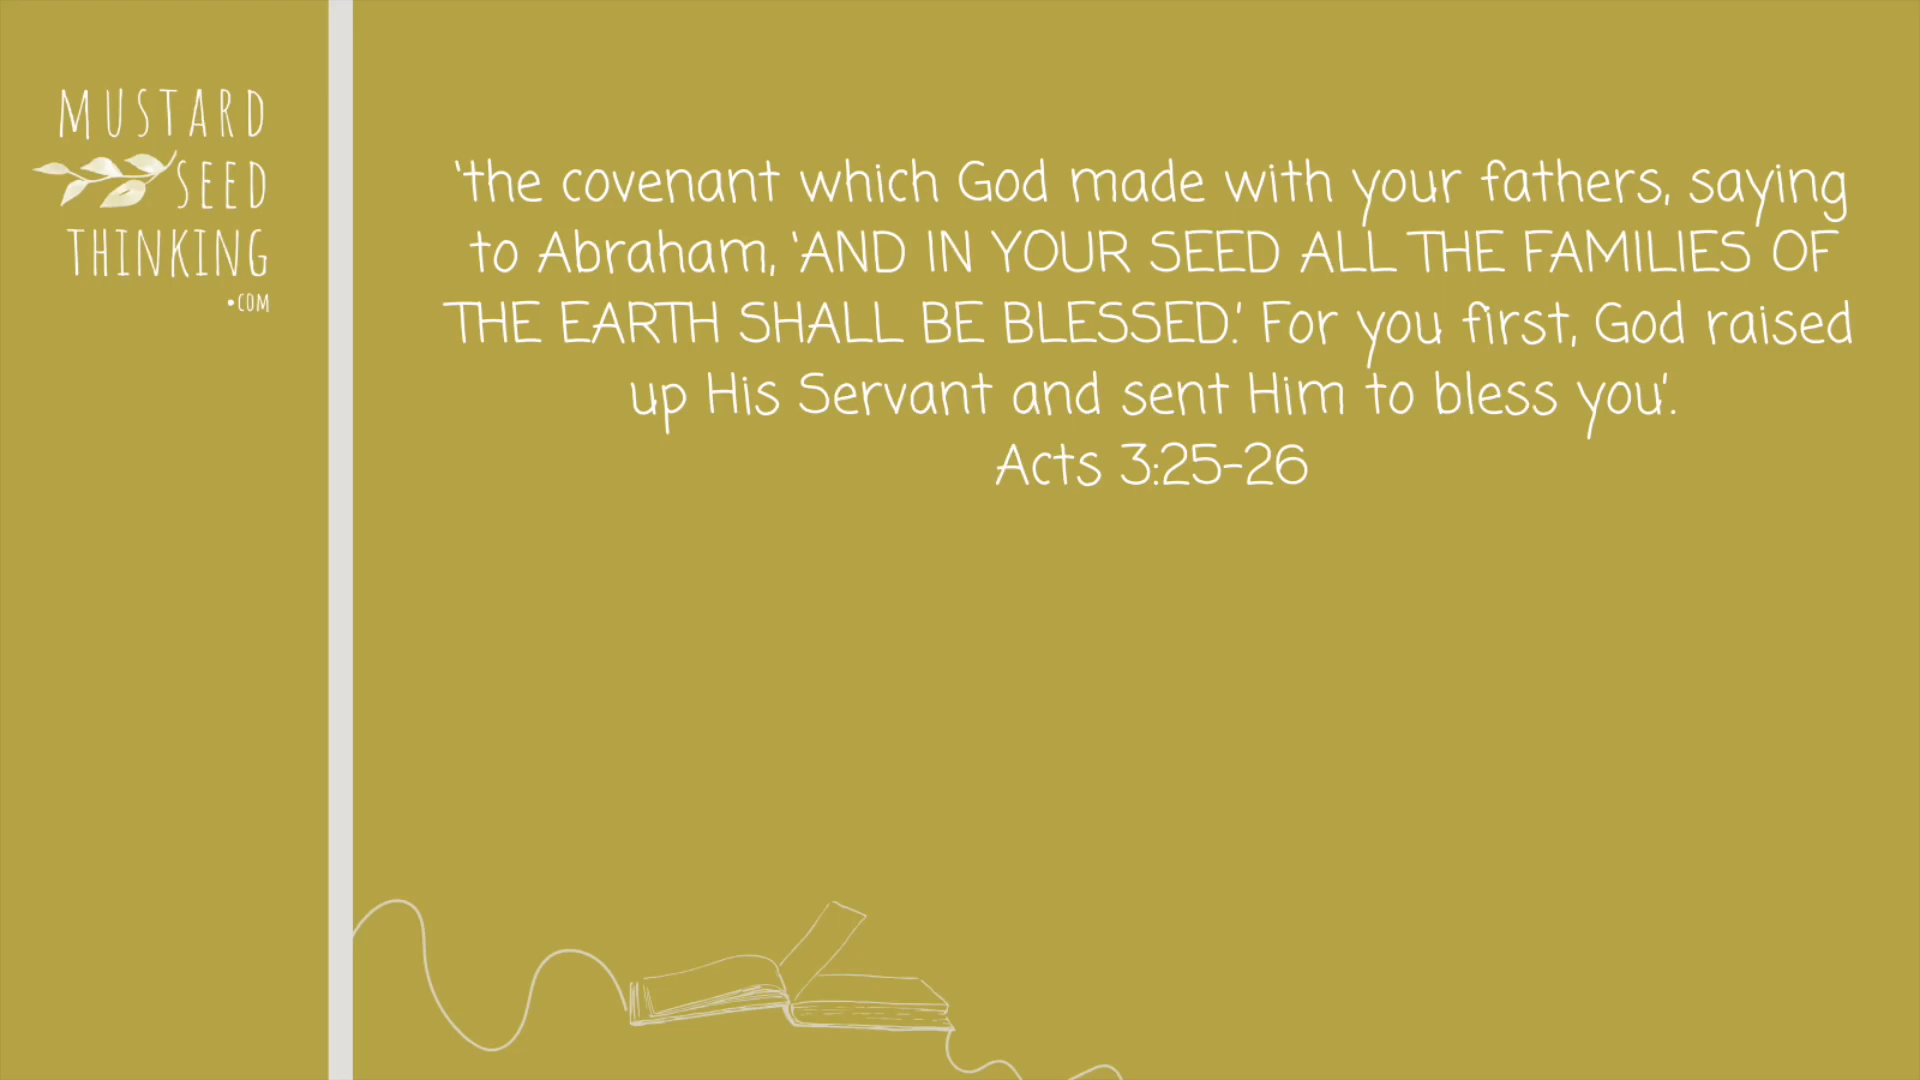 MUSTARD
SEED
THINKING
•COM
'the covenant which God made with your fathers, saying
to Abraham, 'AND IN YOUR SEED ALL THE FAMILIES OF
THE EARTH SHALL BE BLESSED.' For you first, God raised
up His Servant and sent Him to bless you'.
Acts 3:25-26